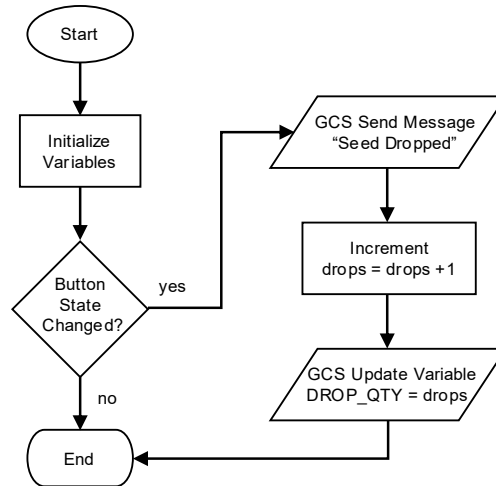 Start
Initialize
Variables
Button
State
Changed?
yes
no
GCS Send Message
“Seed Dropped”
Increment
drops = drops +1
GCS Update Variable
DROP_QTY = drops
End